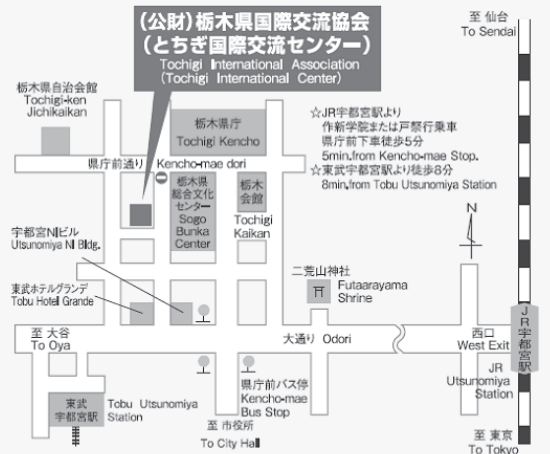 (公財)栃木県国際交流協会
(とちぎ国際交流センター)
Tochigi International Association
(Tochigi International Center)
至 仙台
To Sendai
栃木県自治会館
Tochigi-ken
Jichikaikan
栃木県庁
Tochigi Kencho
☆JR宇都宮駅より
作新学院または戸祭行乗車
県庁前下車徒歩5分
5min.from Kencho-mae Stop.
☆東武宇都宮駅より徒歩8分
8min.from Tobu Utsunomiya Station
県庁前通り Kencho-mae dori
栃木県
総合文化
センター
Sogo
Bunka
Center
栃木
会館
Tochigi
Kaikan
N
宇都宮NIビル
Utsunomiya NI Bldg.
東武ホテルグランデ
Tobu Hotell Grande
二荒山神社
Futaarayama
Shrine
至 大谷
To Oya
大通り Odori
西口
West Exit
JR宇都宮駅
JR
Utsunomiya
Station
東武
宇都宮駅
Tobu Utsunomiya
Station
県庁前バス停
Kencho-mae
Bus Stop
至 市役所
To City Hall
至 東京
To Tokyo